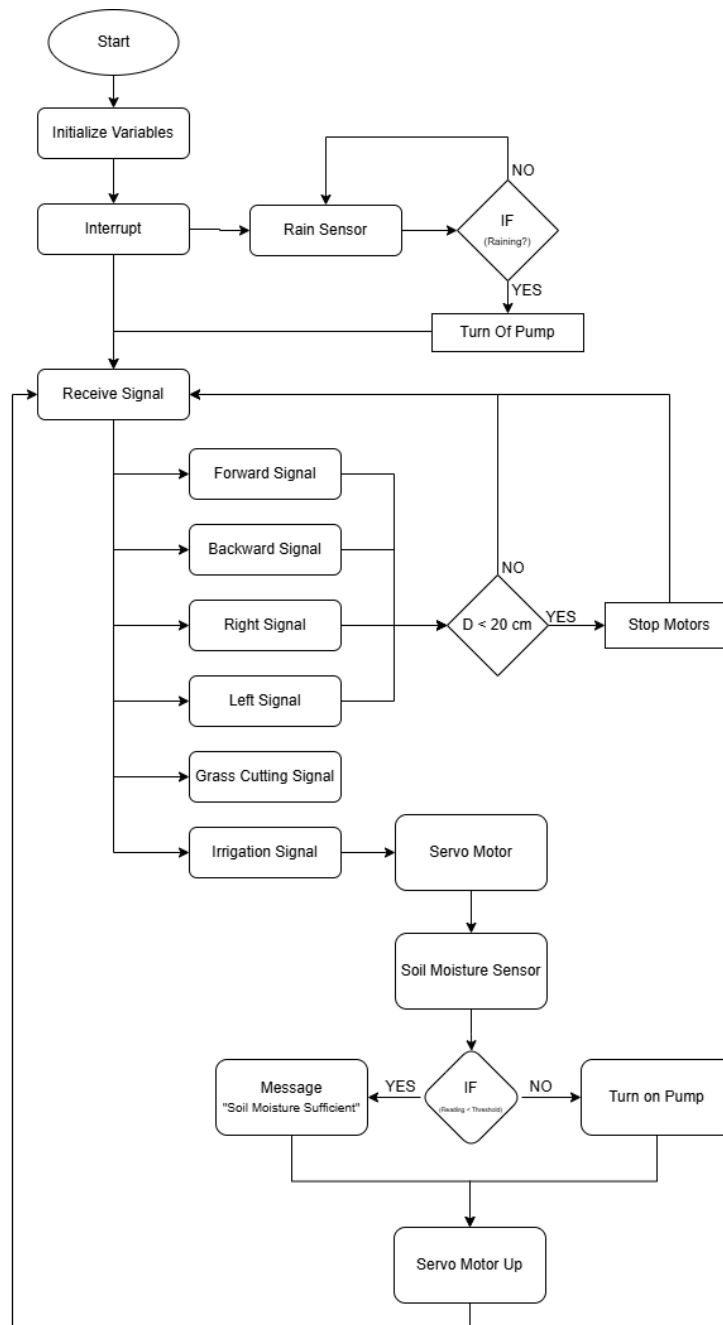 Start
Initialize Variables
NO
Interrupt
Rain Sensor
IF
(Raining?)
YES
Turn Of Pump
Receive Signal
Forward Signal
Backward Signal
NO
Right Signal
D < 20 cm
YES
Stop Motors
Left Signal
Grass Cutting Signal
Irrigation Signal
Servo Motor
Soil Moisture Sensor
Message
"Soil Moisture Sufficient"
YES
IF
(Reading < Threshold)
NO
Turn on Pump
Servo Motor Up